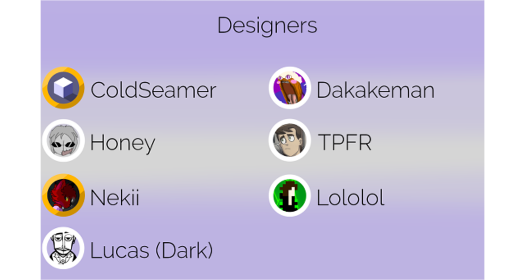 Designers
ColdSeamer
Dakakeman
Honey
TPFR
Nekii
Lololol
Lucas (Dark)